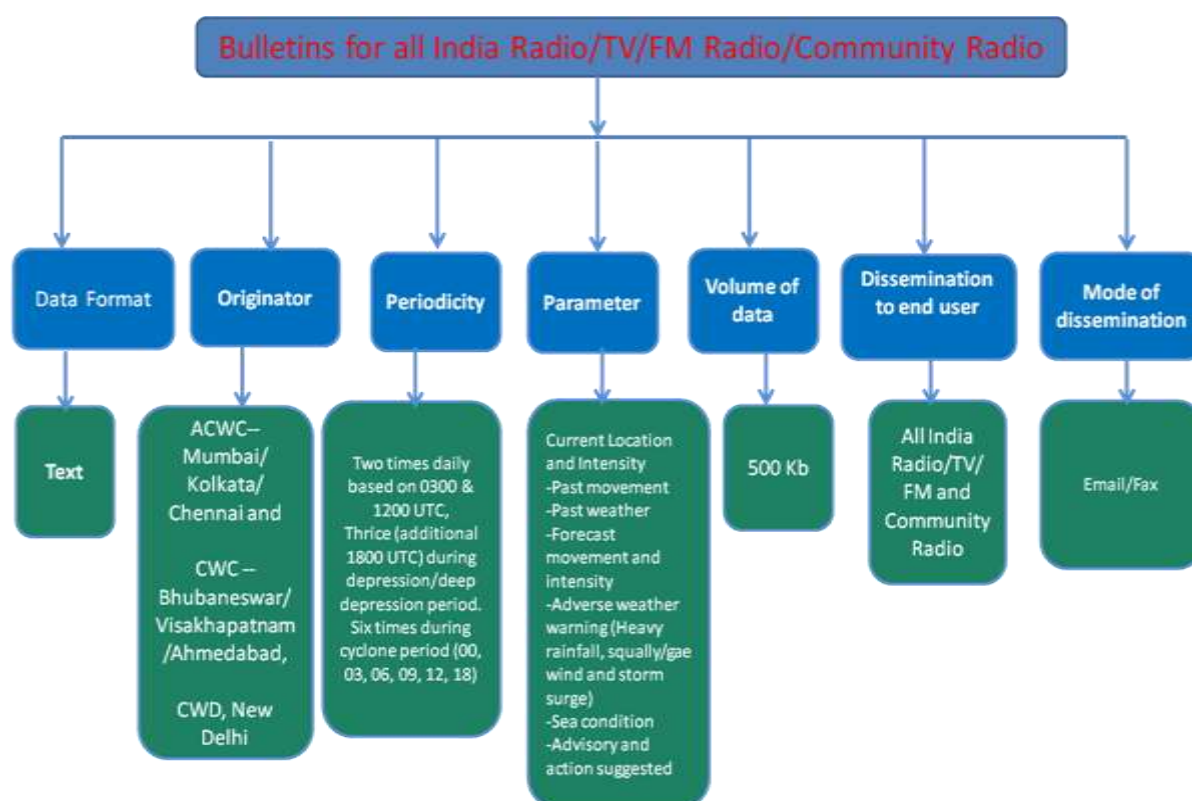 Bulletins for all India Radio/TV/FM Radio/Community Radio
Data Format
Originator
Periodicity
Parameter
Volume of
data
Dissemination
to end user
Mode of
dissemination
Text
ACWC--
Mumbai/
Kolkata/
Chennai and
CWC --
Bhubaneswar/
Visakhapatnam
/Ahmedabad,
CWD, New
Delhi
Two times daily
based on 0300 &
1200 UTC,
Thrice (additional
1800 UTC) during
depression/deep
depression period.
Six times during
cyclone period (00,
03, 06, 09, 12, 18)
Current Location
and Intensity
-Past movement
-Past weather
-Forecast
movement and
intensity
-Adverse weather
warning (Heavy
rainfall, squally/gae
wind and storm
surge)
-Sea condition
-Advisory and
action suggested
500 Kb
All India
Radio/TV/
FM and
Community
Radio
Email/Fax